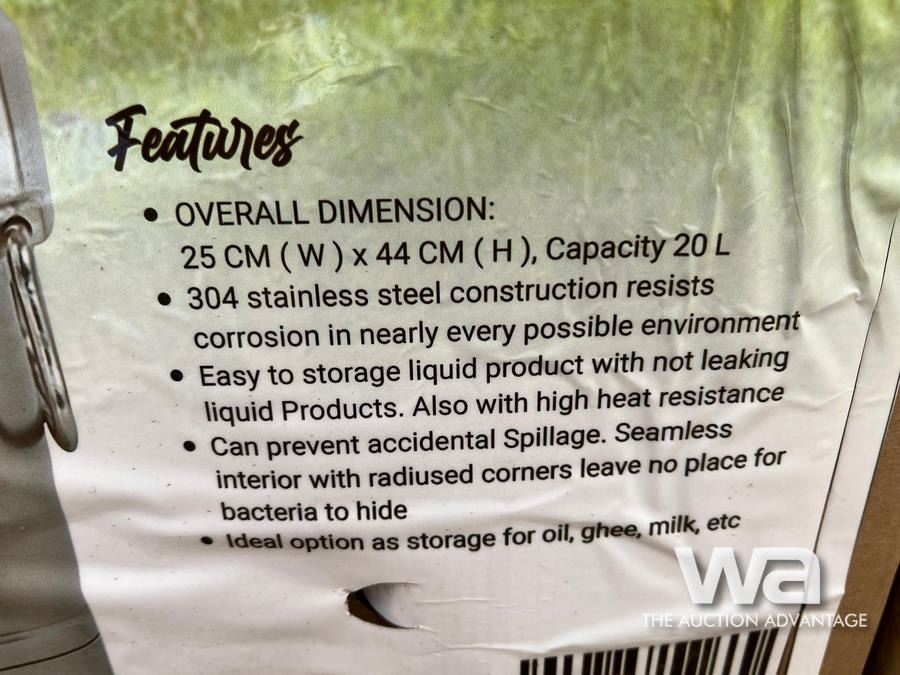 Features
• OVERALL DIMENSION:
25 CM ( W ) x 44 CM ( H ), Capacity 20 L
• 304 stainless steel construction resists
corrosion in nearly every possible environment
• Easy to storage liquid product with not leaking
liquid Products. Also with high heat resistance
• Can prevent accidental Spillage. Seamless
interior with radiused corners leave no place for
bacteria to hide
• Ideal option as storage for oil, ghee, milk, etc
wa
THE AUCTION ADVANTAGE